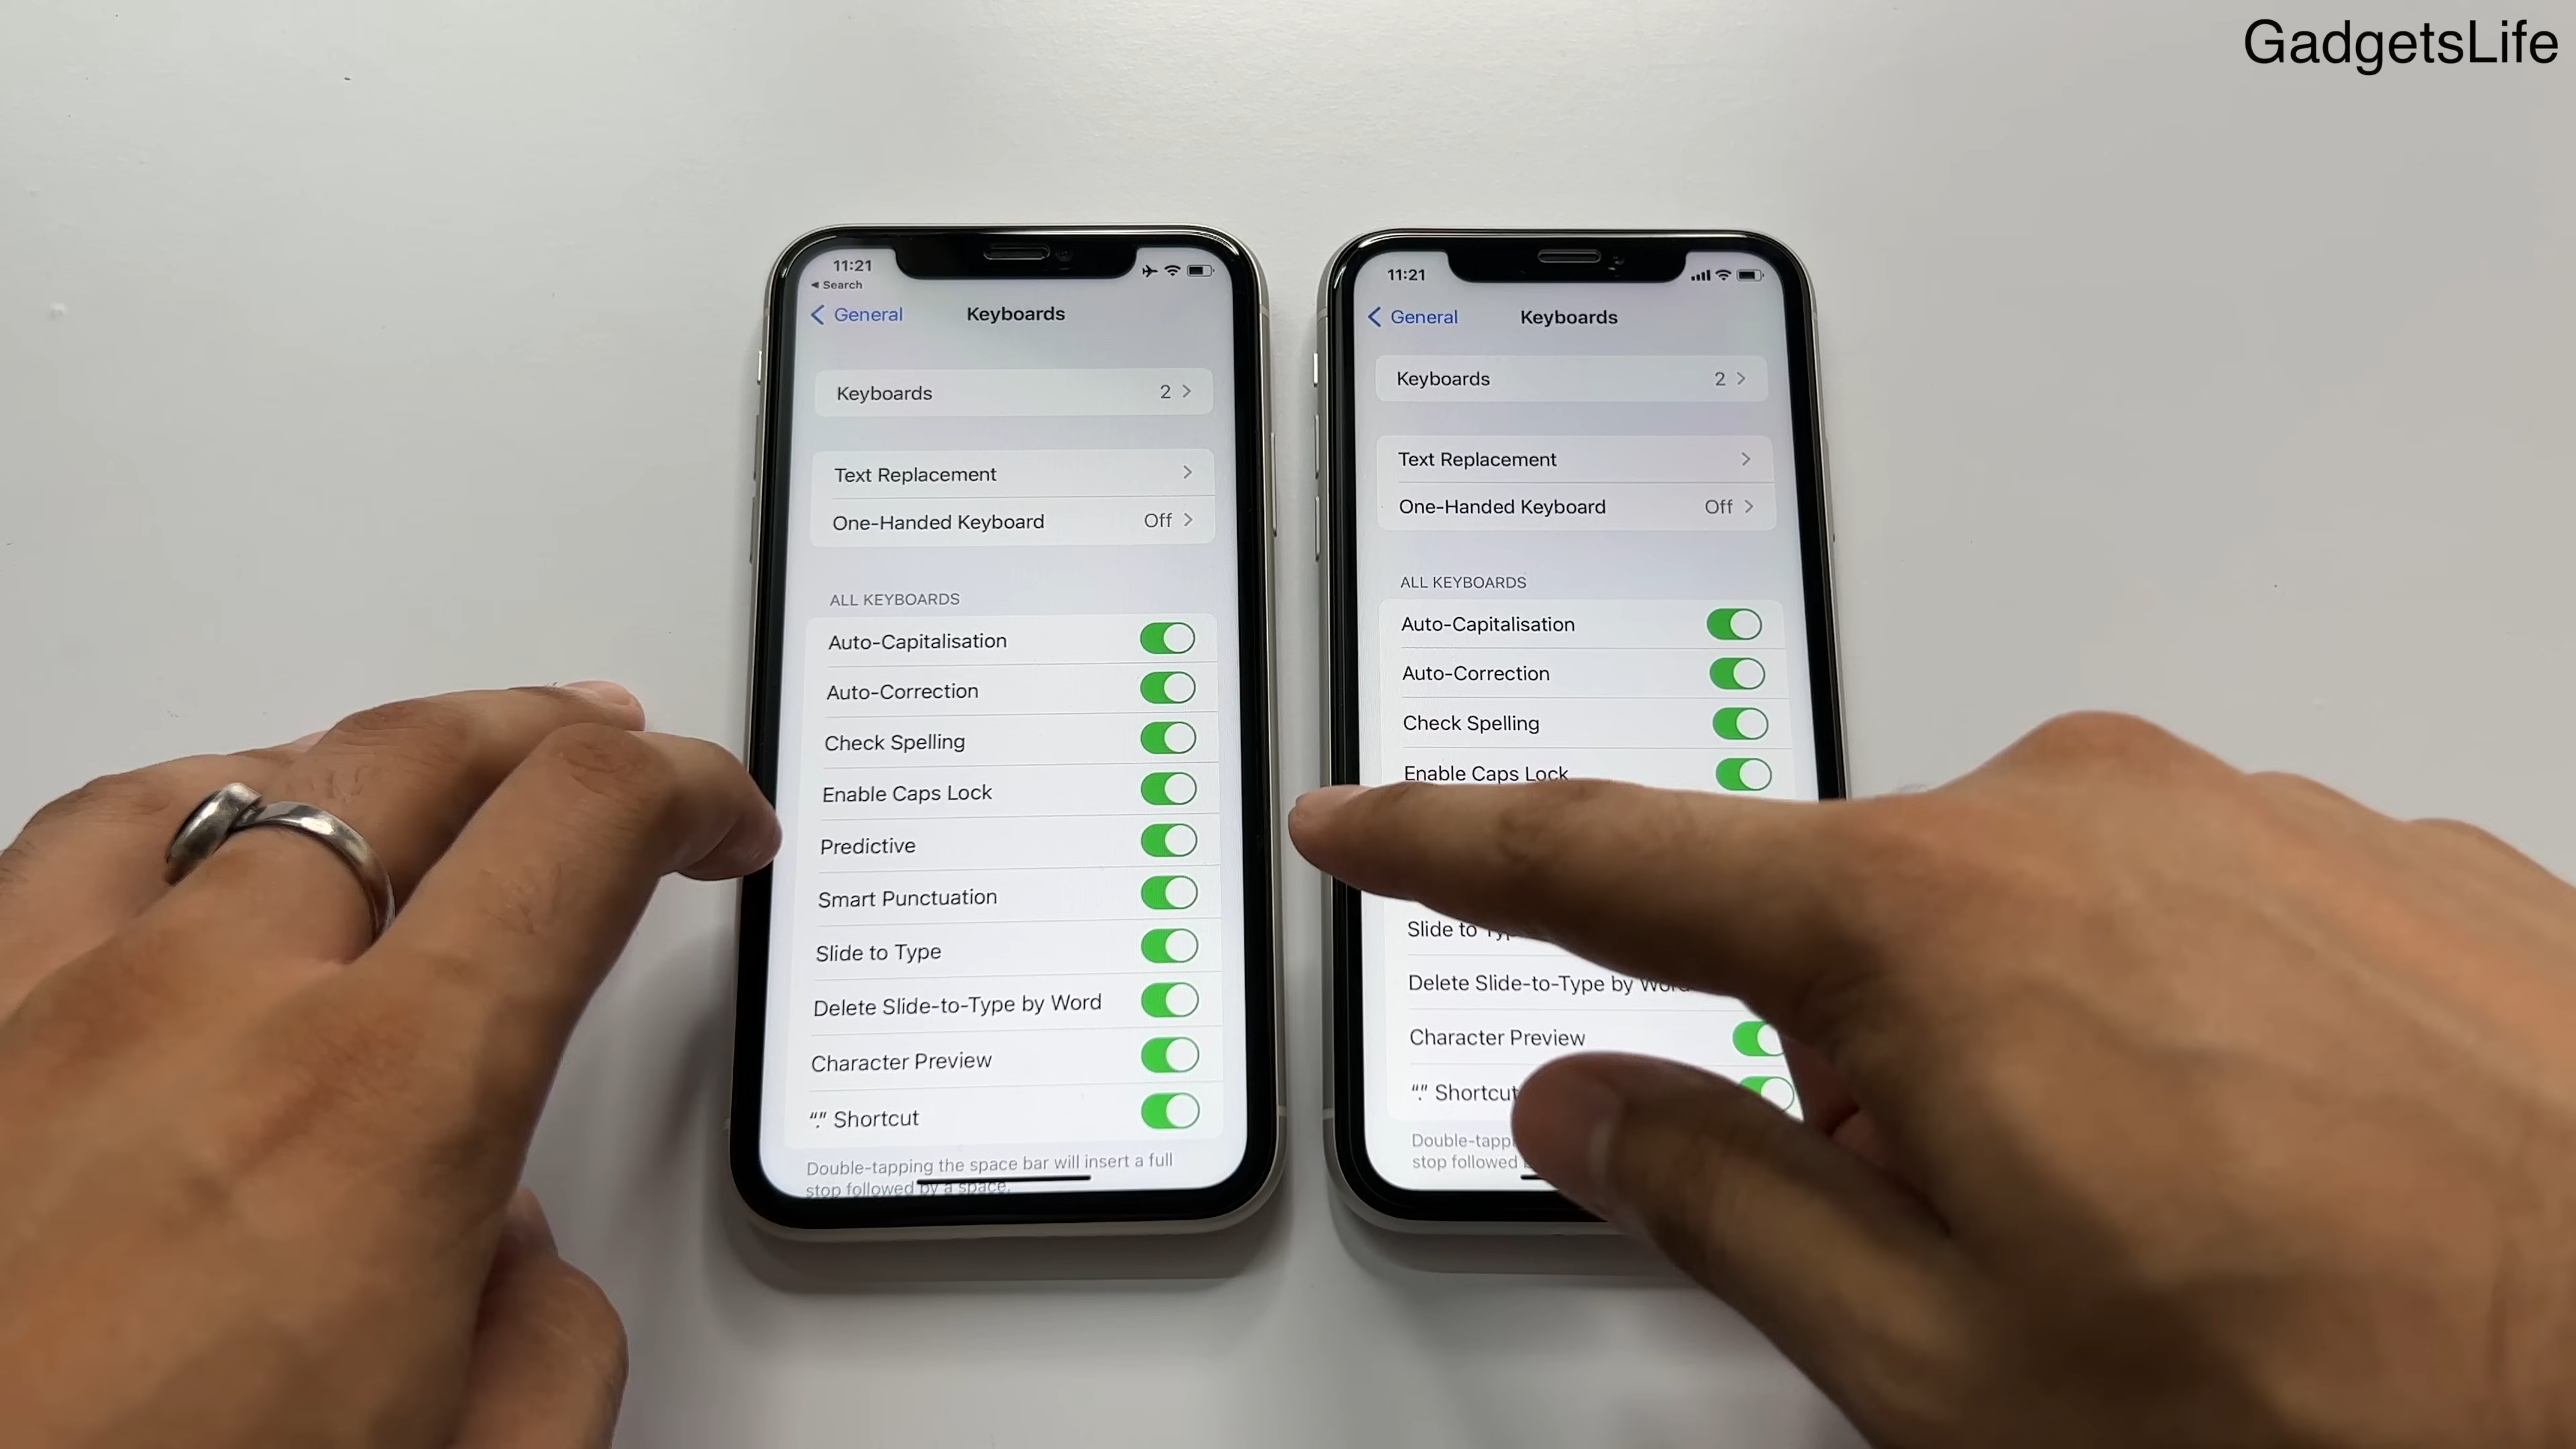 GadgetsLife
11:21
Search
General
Keyboards
Keyboards 2
Text Replacement
One-Handed Keyboard Off
ALL KEYBOARDS
Auto-Capitalisation
Auto-Correction
Check Spelling
Enable Caps Lock
Predictive
Smart Punctuation
Slide to Type
Delete Slide-to-Type by Word
Character Preview
“.” Shortcut
Double-tapping the space bar will insert a full
stop followed by a space.
11:21
General
Keyboards
Keyboards 2
Text Replacement
One-Handed Keyboard Off
ALL KEYBOARDS
Auto-Capitalisation
Auto-Correction
Check Spelling
Enable Caps Lock
Slide to
Delete Slide-to-Type by Word
Character Preview
“.” Shortcut
stop followed